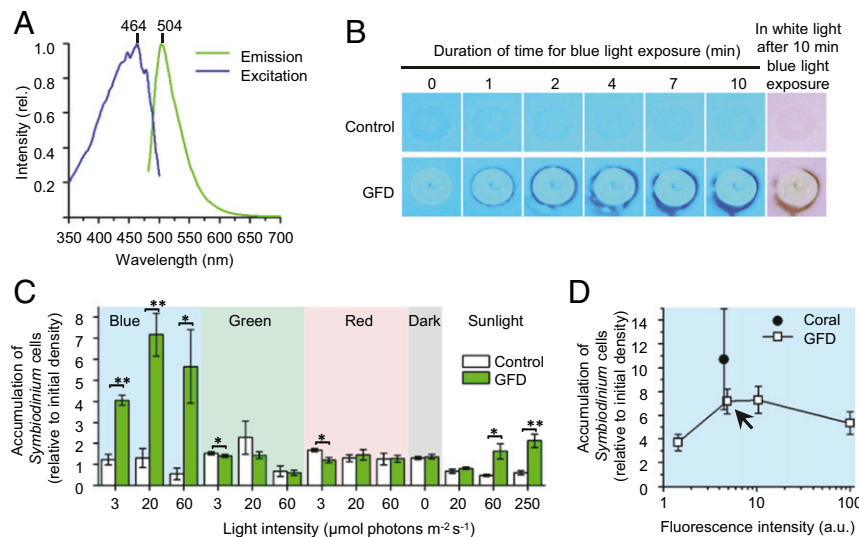 A
464 504
1.0
0.8
0.6
0.4
0.2
Intensity (rel.)
Emission
Excitation
350 400 450 500 550 600 700
Wavelength (nm)
B
Duration of time for blue light exposure (min)
In white light
after 10 min
blue light
exposure
0 1 2 4 7 10
Control
GFD
C
Accumulation of
Symbiodinium cells
(relative to initial density)
8
7
6
5
4
3
2
1
0
Blue Green Red Dark Sunlight
** ** * * * * **
Control
GFD
3 20 60 3 20 60 3 20 60 0 20 60 250
Light intensity (µmol photons m-2 s-1)
D
Accumulation of
Symbiodinium cells
(relative to initial density)
14
12
10
8
6
4
2
0
Coral
GFD
1 10 100
Fluorescence intensity (a.u.)